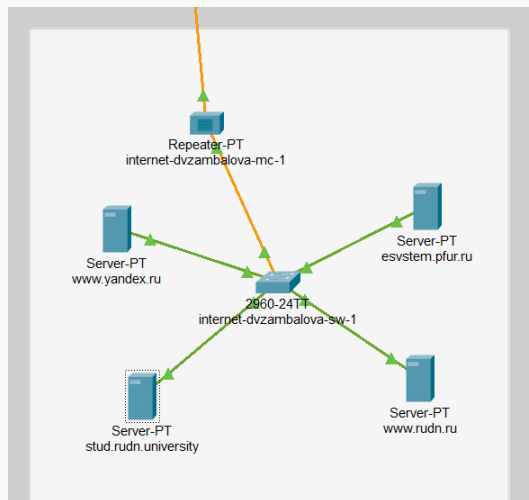 Repeater-PT
internet-dvzambalova-mc-1
Server-PT
esvstem.pfur.ru
Server-PT
www.yandex.ru
2960-24TT
internet-dvzambalova-sw-1
Server-PT
www.rudn.ru
Server-PT
stud.rudn.university